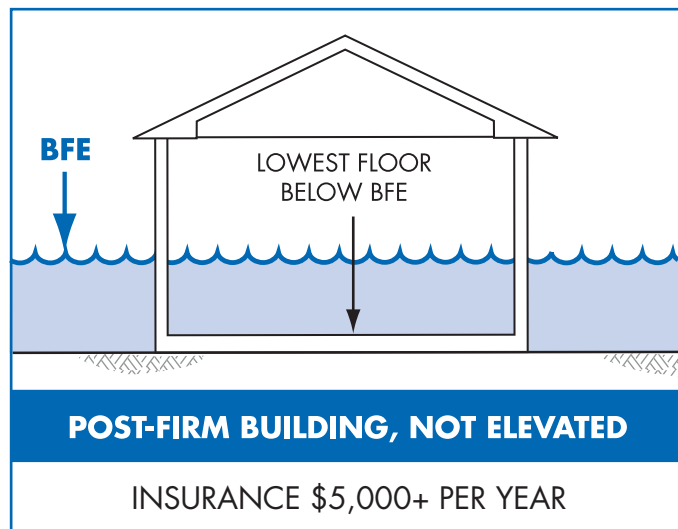 BFE
LOWEST FLOOR
BELOW BFE
POST-FIRM BUILDING, NOT ELEVATED
INSURANCE $5,000+ PER YEAR